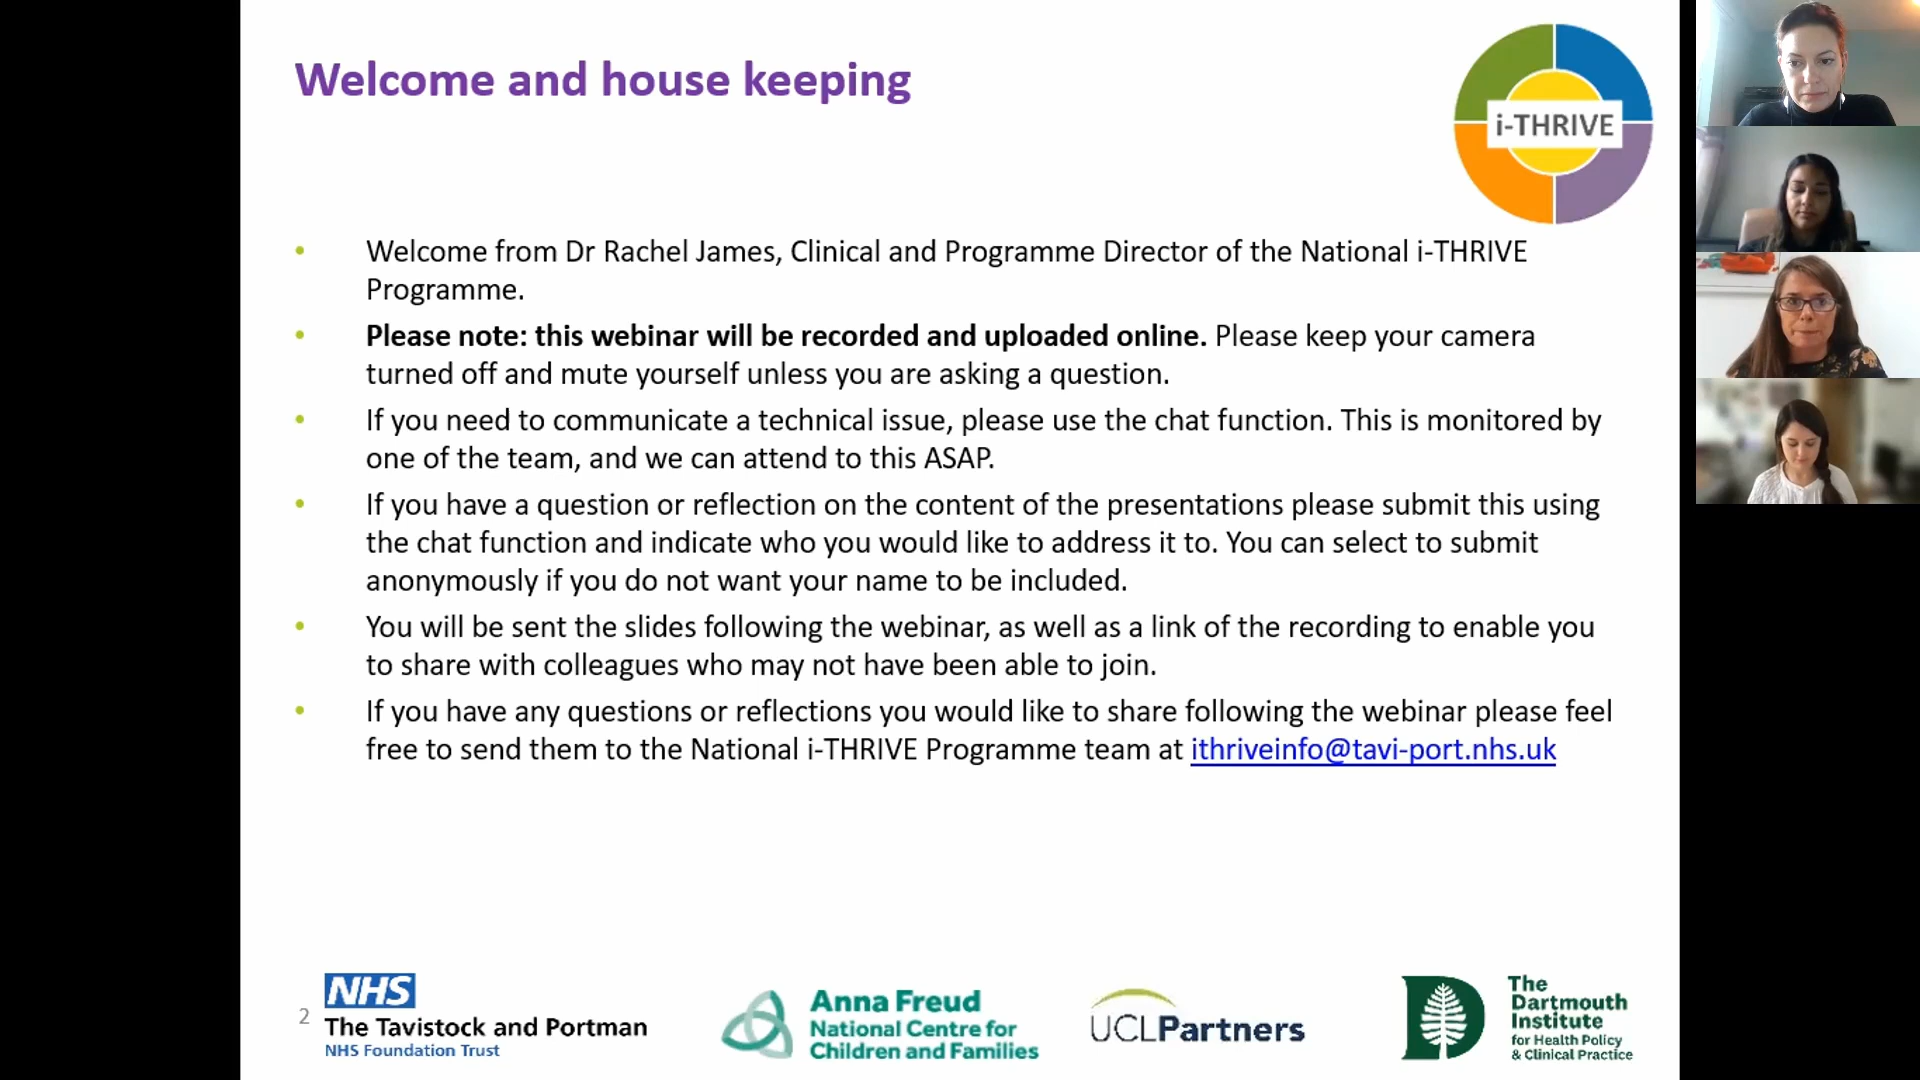 Welcome and house keeping
i-THRIVE
• Welcome from Dr Rachel James, Clinical and Programme Director of the National i-THRIVE
Programme.
• Please note: this webinar will be recorded and uploaded online. Please keep your camera
turned off and mute yourself unless you are asking a question.
• If you need to communicate a technical issue, please use the chat function. This is monitored by
one of the team, and we can attend to this ASAP.
• If you have a question or reflection on the content of the presentations please submit this using
the chat function and indicate who you would like to address it to. You can select to submit
anonymously if you do not want your name to be included.
• You will be sent the slides following the webinar, as well as a link of the recording to enable you
to share with colleagues who may not have been able to join.
• If you have any questions or reflections you would like to share following the webinar please feel
free to send them to the National i-THRIVE Programme team at ithriveinfo@tavi-port.nhs.uk
2
NHS
The Tavistock and Portman
NHS Foundation Trust
Anna Freud
National Centre for
Children and Families
UCLPartners
D
The
Dartmouth
Institute
for Health Policy
& Clinical Practice